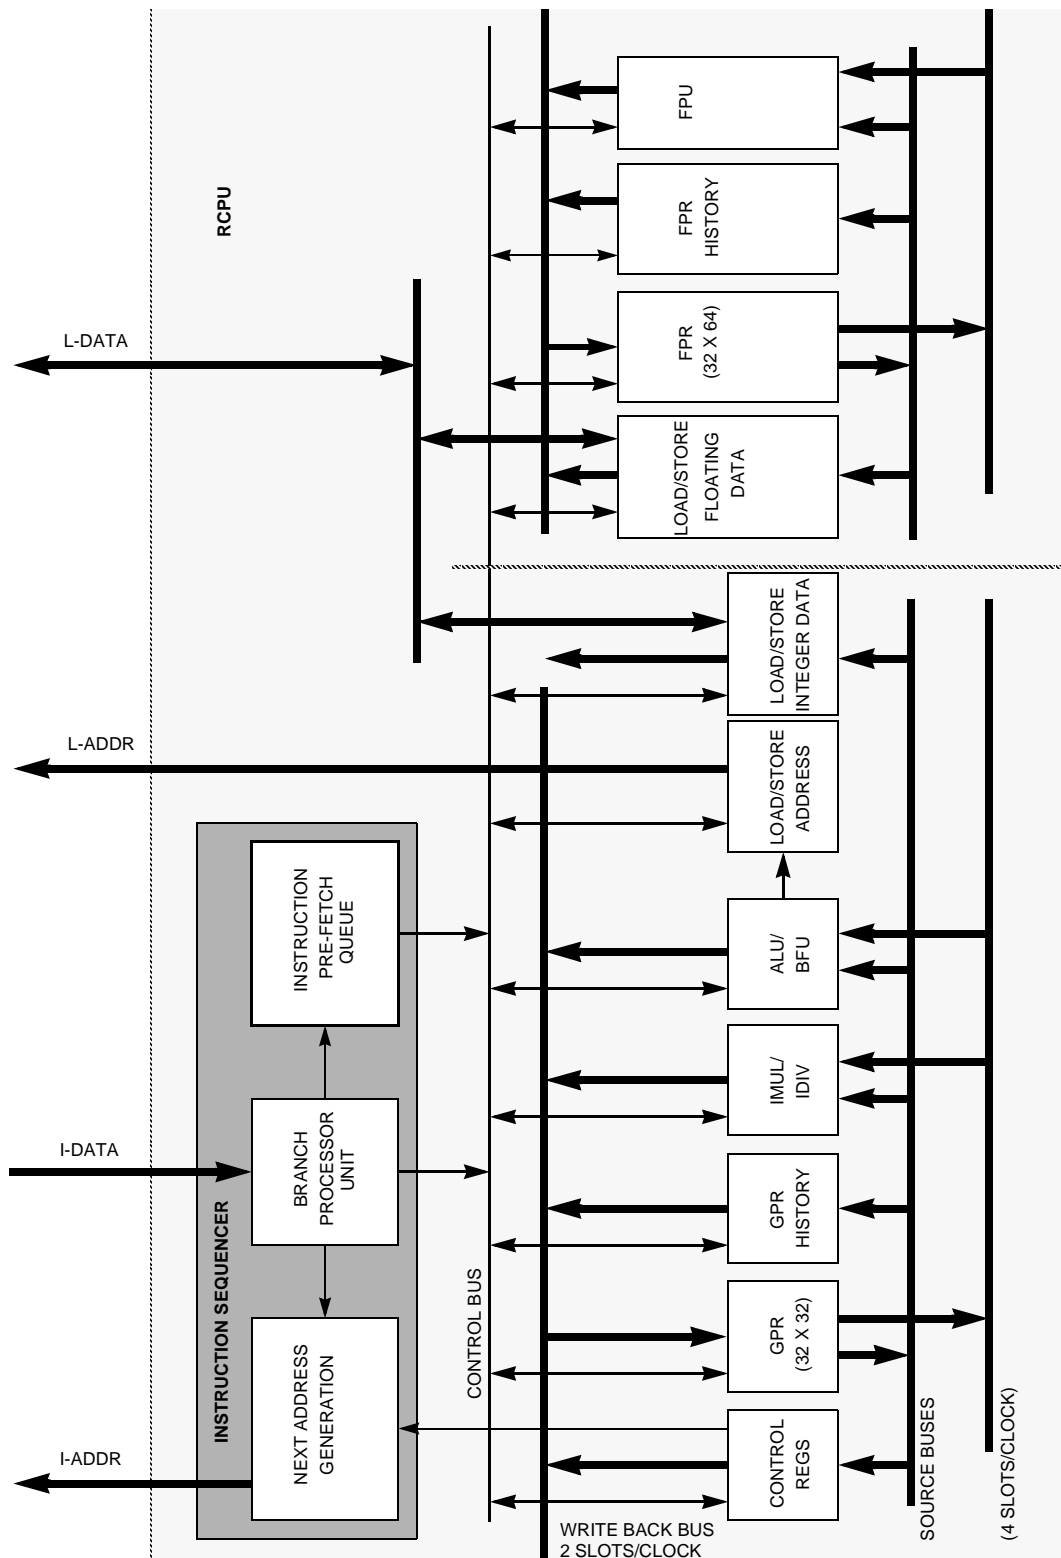 I-ADDR
I-DATA
L-ADDR
L-DATA
RCPU
INSTRUCTION SEQUENCER
NEXT ADDRESS
GENERATION
BRANCH
PROCESSOR
UNIT
INSTRUCTION
PRE-FETCH
QUEUE
CONTROL BUS
WRITE BACK BUS
2 SLOTS/CLOCK
CONTROL
REGS
GPR
(32 X 32)
GPR
HISTORY
IMUL/
IDIV
ALU/
BFU
LOAD/STORE
ADDRESS
LOAD/STORE
INTEGER DATA
LOAD/STORE
FLOATING
DATA
FPR
(32 X 64)
FPR
HISTORY
FPU
SOURCE BUSES
(4 SLOTS/CLOCK)